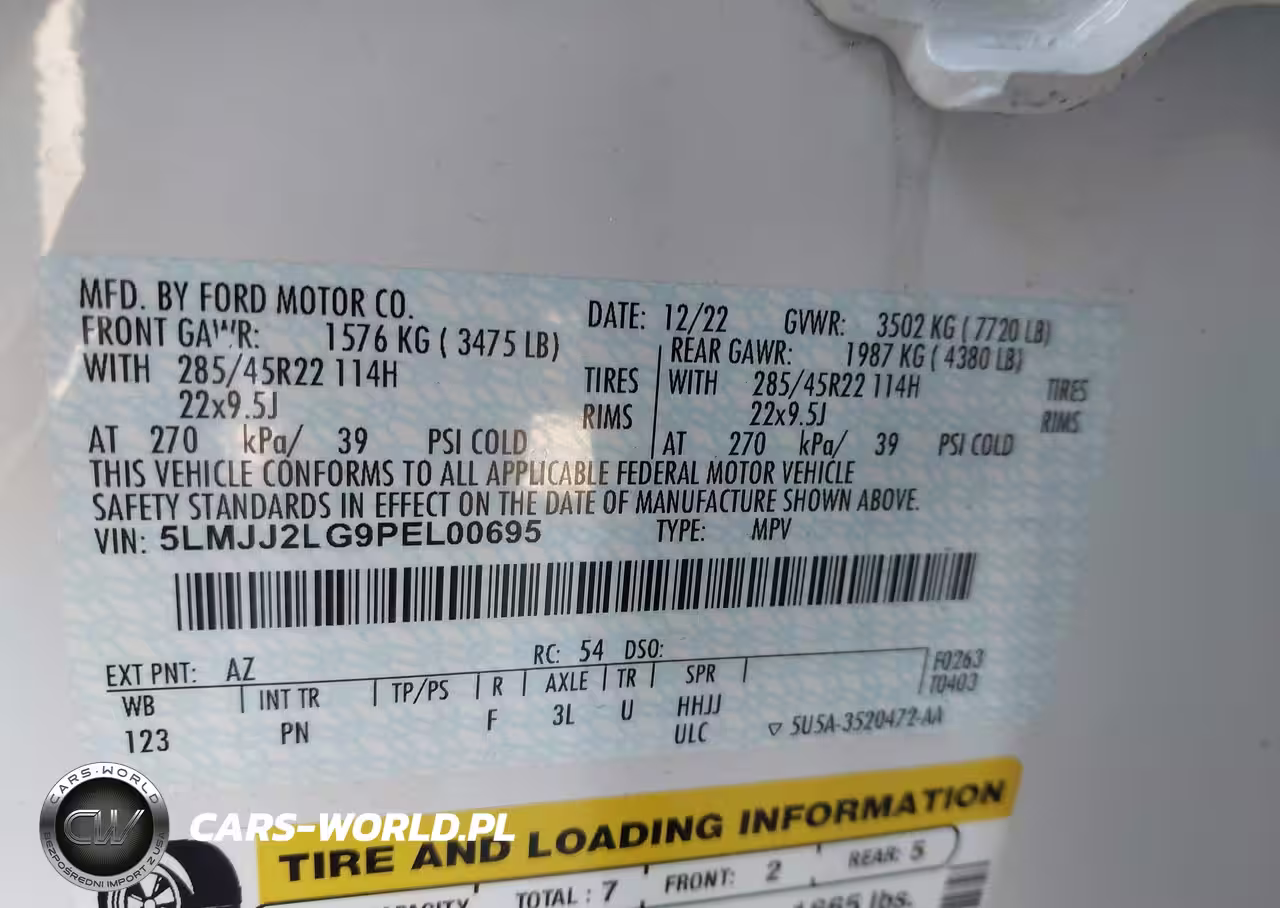 MFD. BY FORD MOTOR CO.
DATE: 12/22 GVWR: 3502 KG ( 7720 LB)
FRONT GAWR: 1576 KG ( 3475 LB)
REAR GAWR: 1987 KG ( 4380 LB)
WITH 285/45R22 114H TIRES
WITH 285/45R22 114H TIRES
22x9.5J RIMS
22x9.5J RIMS
AT 270 kPa/ 39 PSI COLD
AT 270 kPa/ 39 PSI COLD
THIS VEHICLE CONFORMS TO ALL APPLICABLE FEDERAL MOTOR VEHICLE
SAFETY STANDARDS IN EFFECT ON THE DATE OF MANUFACTURE SHOWN ABOVE.
VIN: 5LMJJ2LG9PEL00695 TYPE: MPV
EXT PNT: AZ RC: 54 DSO:
WB INT TR TP/PS R AXLE TR SPR
F0263
T0403
123 PN F 3L U HHJJ
ULC
▽ 5U5A-3520472-AA
TIRE AND LOADING INFORMATION
TOTAL : 7 FRONT: 2 REAR: 5
CARS-WORLD
CW
BEZPOŚREDNI IMPORT Z USA
CARS-WORLD.PL